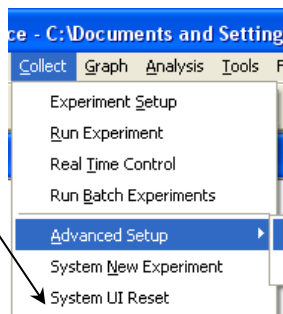 ce - C:\Documents and Setting
Collect Graph Analysis Tools F
Experiment Setup
Run Experiment
Real Time Control
Run Batch Experiments
Advanced Setup
System New Experiment
System UI Reset